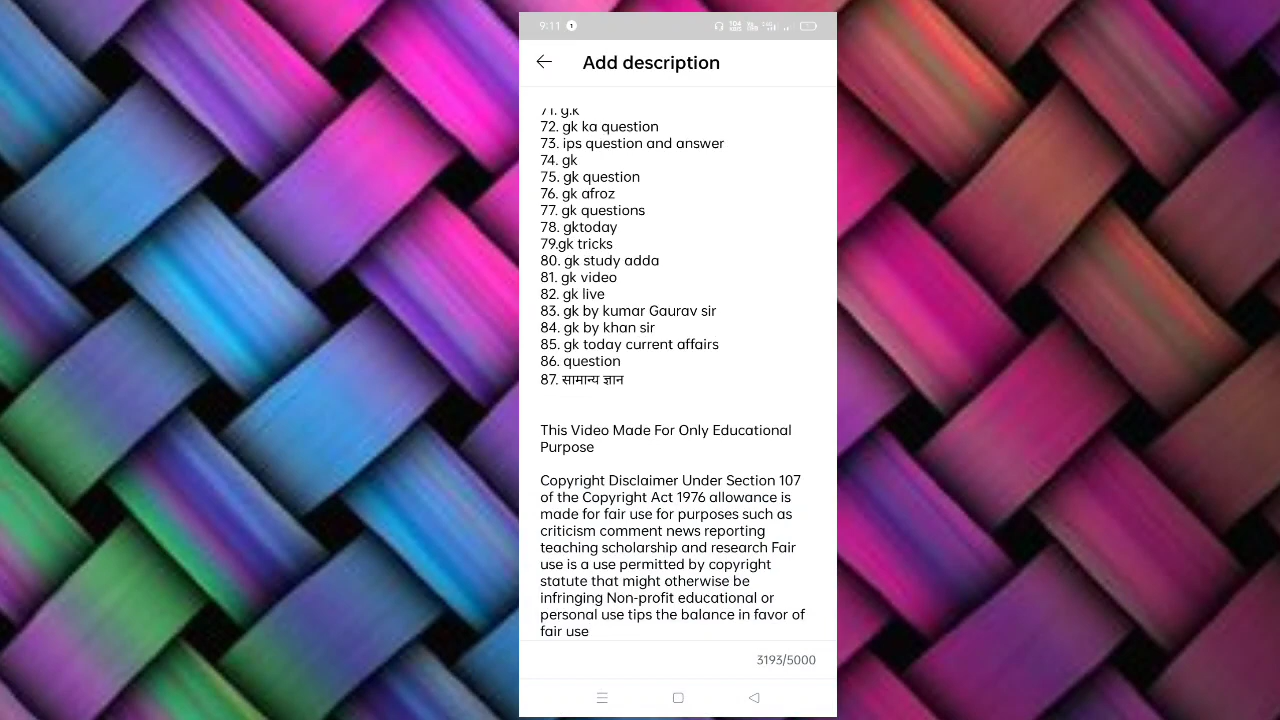 9:11
Add description
71. g.k
72. gk ka question
73. ips question and answer
74. gk
75. gk question
76. gk afroz
77. gk questions
78. gktoday
79.gk tricks
80. gk study adda
81. gk video
82. gk live
83. gk by kumar Gaurav sir
84. gk by khan sir
85. gk today current affairs
86. question
87. सामान्य ज्ञान
This Video Made For Only Educational
Purpose
Copyright Disclaimer Under Section 107
of the Copyright Act 1976 allowance is
made for fair use for purposes such as
criticism comment news reporting
teaching scholarship and research Fair
use is a use permitted by copyright
statute that might otherwise be
infringing Non-profit educational or
personal use tips the balance in favor of
fair use
3193/5000